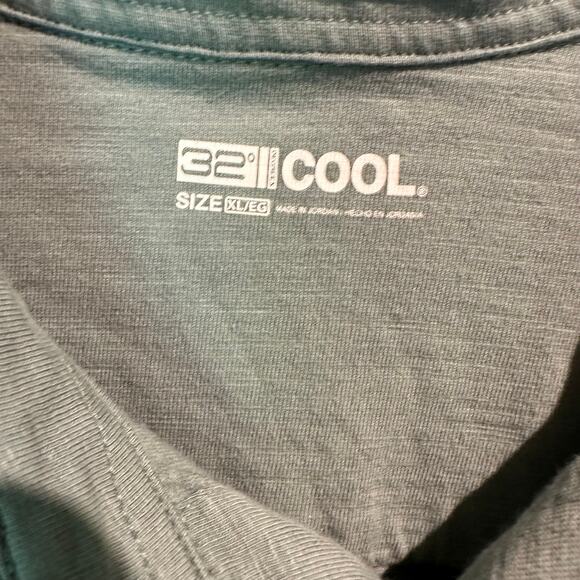 32° COOL®
SIZE XL/EG MADE IN JORDAN / HECHO EN JORDANIA